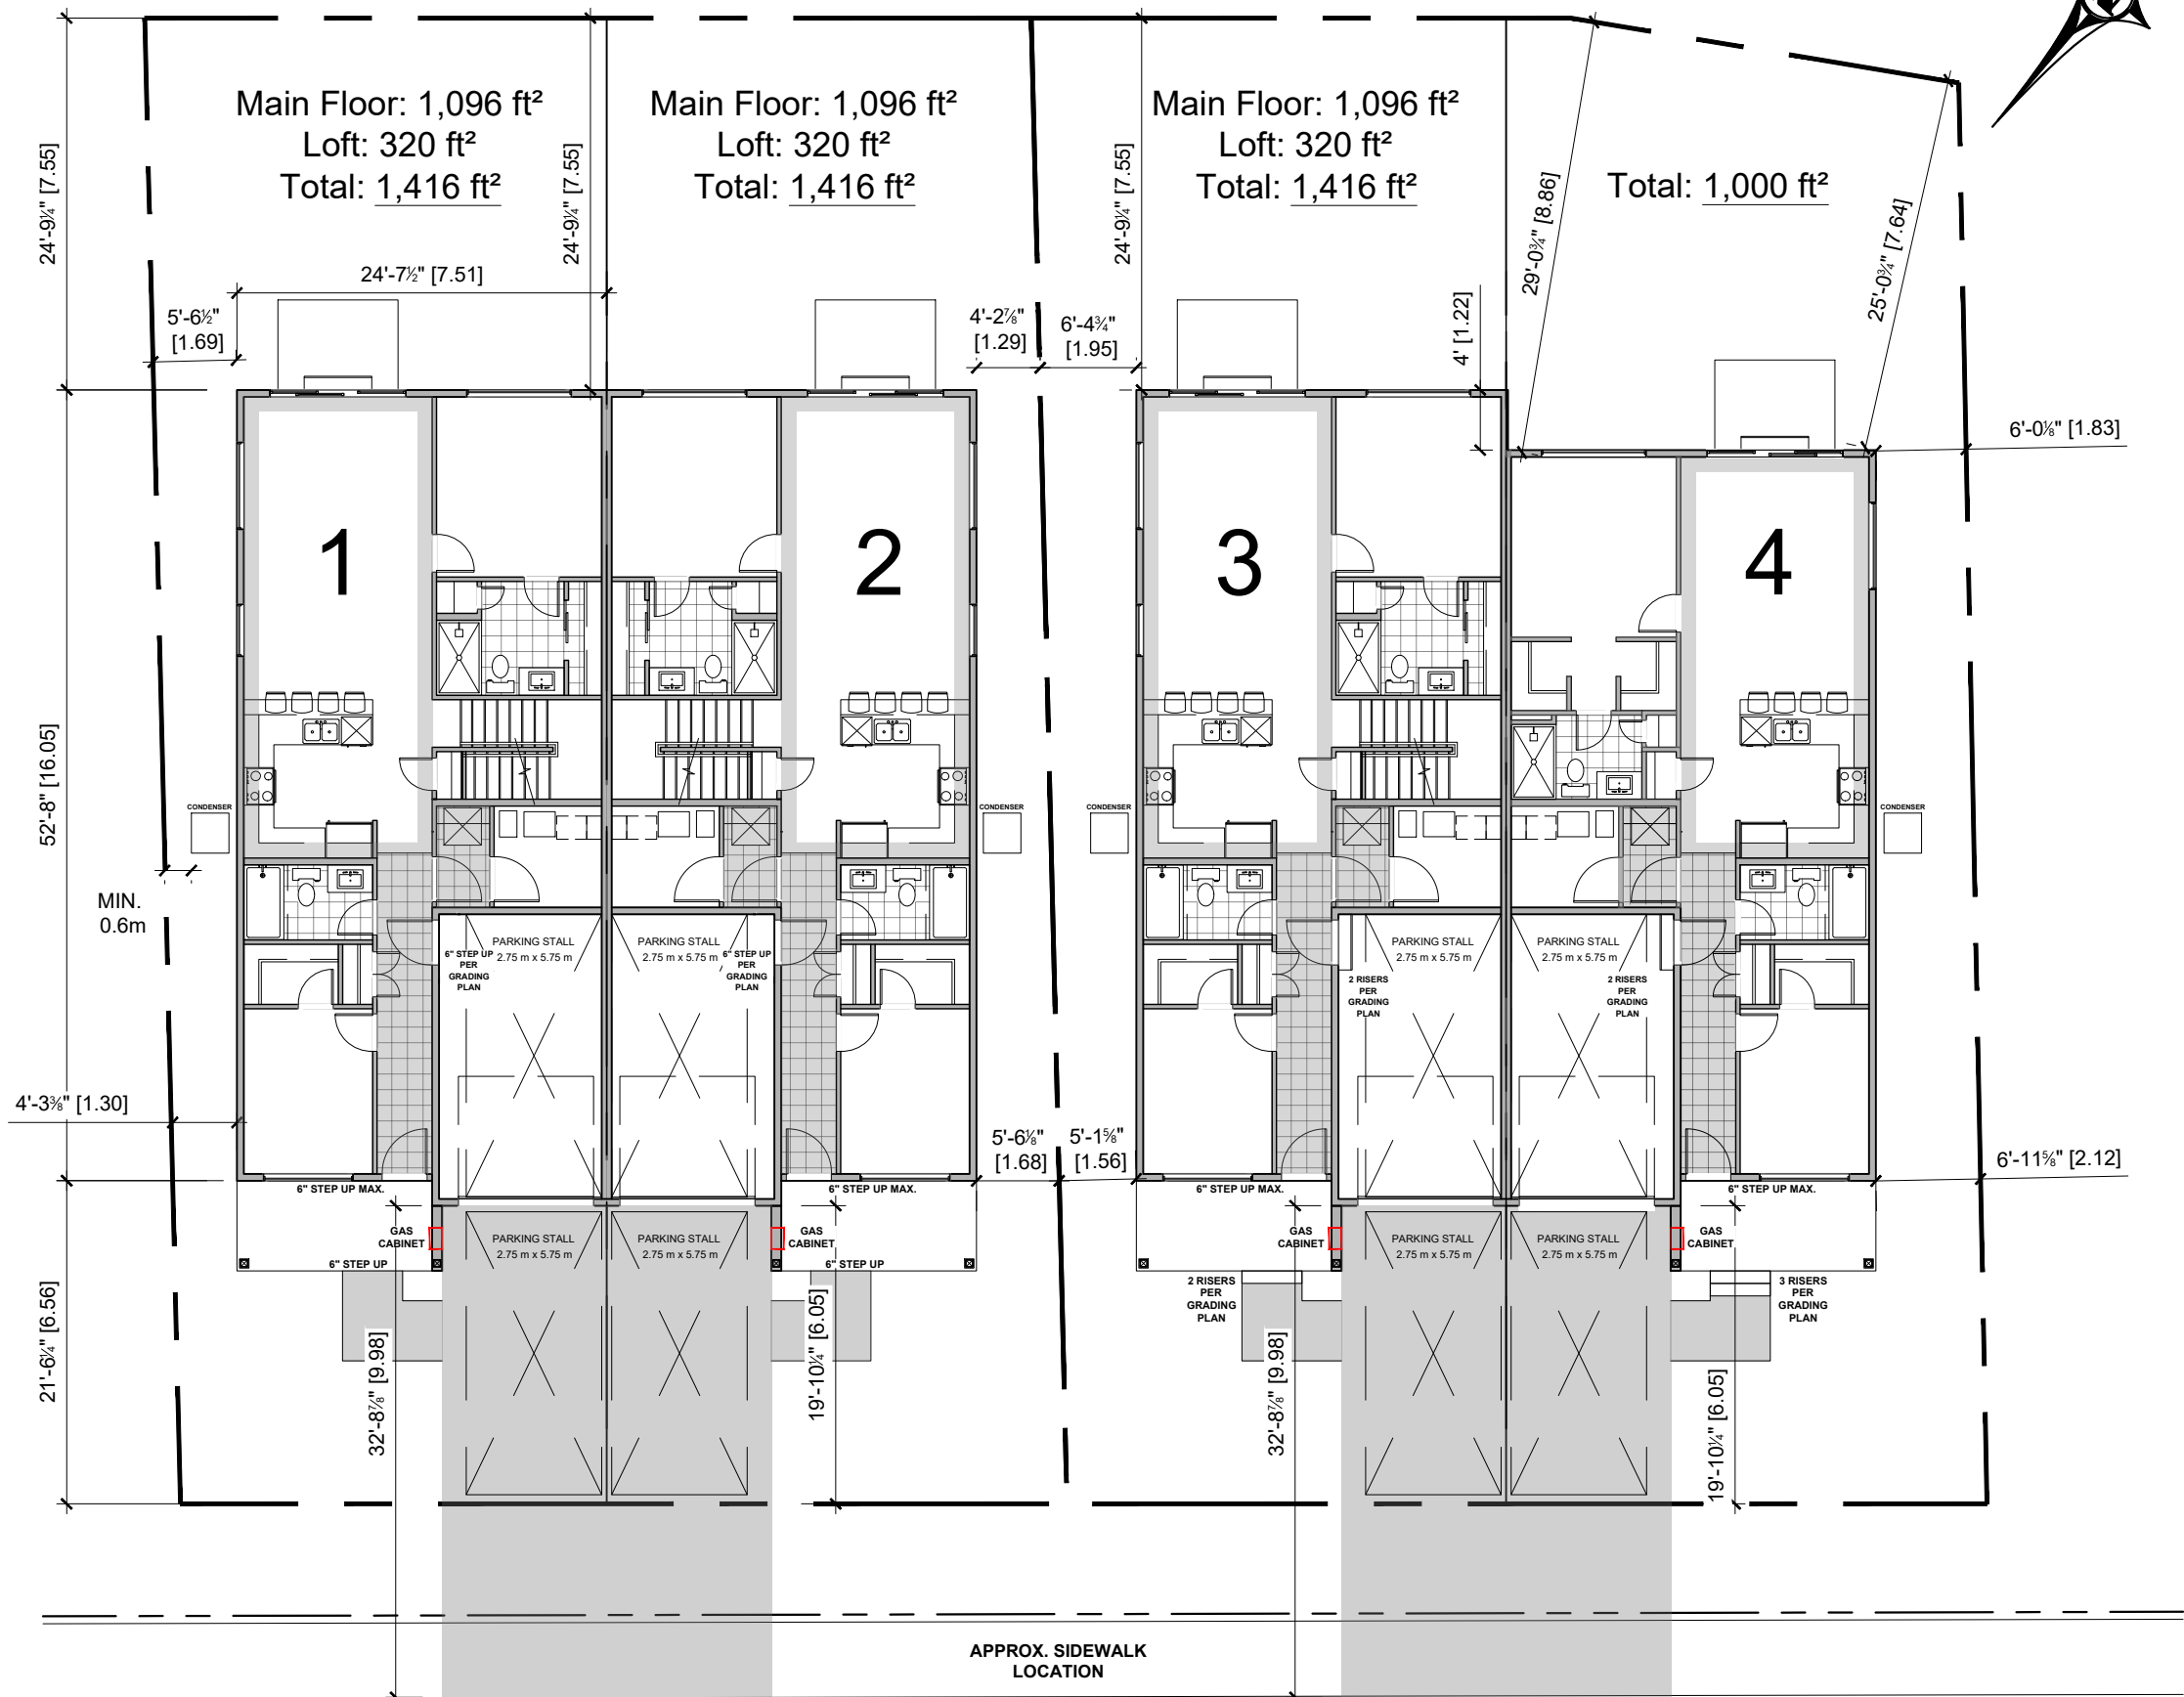 Main Floor: 1,096 ft²
Loft: 320 ft²
Total: 1,416 ft²
Main Floor: 1,096 ft²
Loft: 320 ft²
Total: 1,416 ft²
Main Floor: 1,096 ft²
Loft: 320 ft²
Total: 1,416 ft²
Total: 1,000 ft²
24'-9¼" [7.55]
24'-9¼" [7.55]
24'-9¼" [7.55]
29'-0¾" [8.86]
25'-0¾" [7.64]
24'-7½" [7.51]
5'-6½"
[1.69]
4'-2⅞"
[1.29]
6'-4¾"
[1.95]
4' [1.22]
6'-0⅛" [1.83]
1
2
3
4
52'-8" [16.05]
CONDENSER
CONDENSER
CONDENSER
CONDENSER
MIN.
0.6m
PARKING STALL
2.75 m x 5.75 m
6" STEP UP
PER
GRADING
PLAN
PARKING STALL
2.75 m x 5.75 m
6" STEP UP
PER
GRADING
PLAN
PARKING STALL
2.75 m x 5.75 m
2 RISERS
PER
GRADING
PLAN
PARKING STALL
2.75 m x 5.75 m
2 RISERS
PER
GRADING
PLAN
4'-3⅜" [1.30]
5'-6⅛"
[1.68]
5'-1⅝"
[1.56]
6'-11⅝" [2.12]
6" STEP UP MAX.
6" STEP UP MAX.
6" STEP UP MAX.
6" STEP UP MAX.
GAS
CABINET
PARKING STALL
2.75 m x 5.75 m
PARKING STALL
2.75 m x 5.75 m
GAS
CABINET
GAS
CABINET
PARKING STALL
2.75 m x 5.75 m
PARKING STALL
2.75 m x 5.75 m
GAS
CABINET
6" STEP UP
6" STEP UP
2 RISERS
PER
GRADING
PLAN
3 RISERS
PER
GRADING
PLAN
21'-6¼" [6.56]
32'-8⅞" [9.98]
19'-10¼" [6.05]
32'-8⅞" [9.98]
19'-10¼" [6.05]
APPROX. SIDEWALK
LOCATION